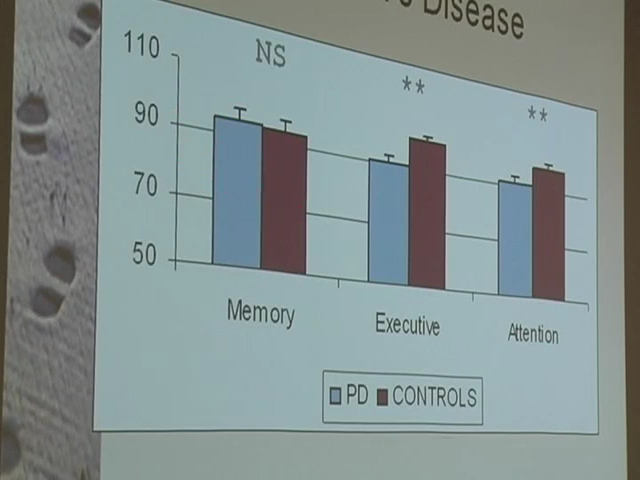 Disease
110
NS
**
**
90
70
50
Memory
Executive
Attention
PD
CONTROLS